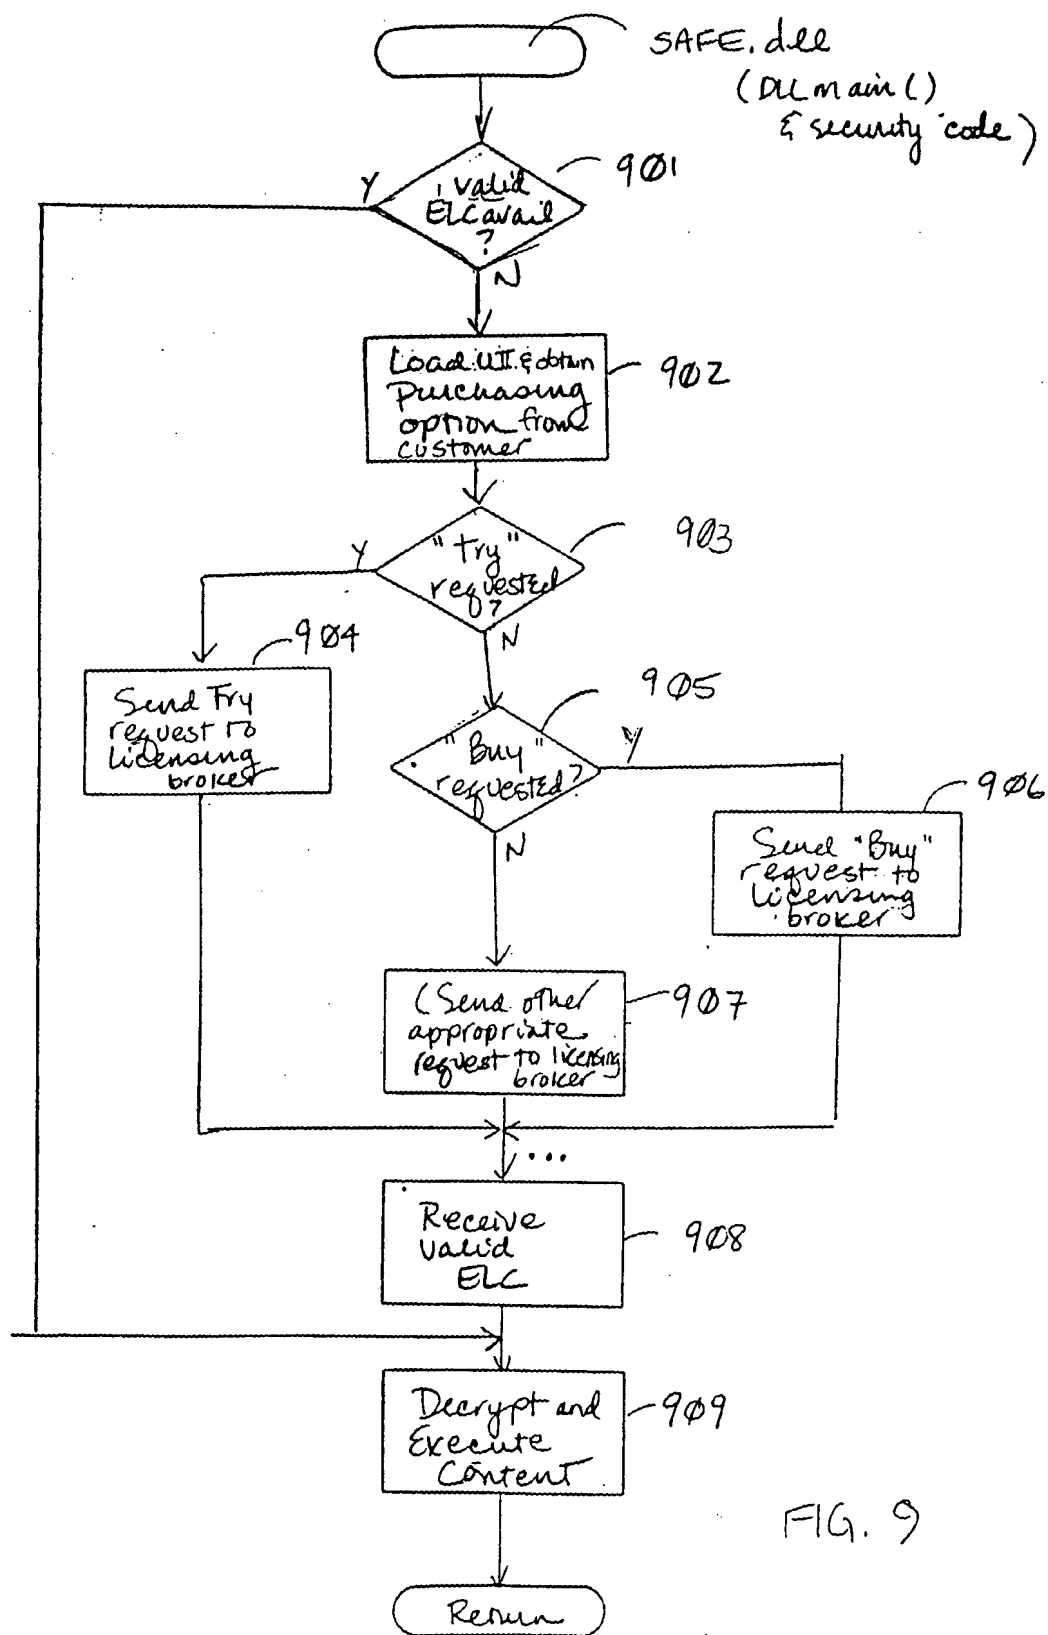 SAFE.dll
(DLLmain()
& security code)
901
Y
valid
ELC avail
?
N
Load UI & obtain
Purchasing
option from
customer
902
903
Y
"Try"
requested
?
N
904
Send Try
request to
licensing
broker
905
"Buy"
requested?
Y
N
906
Send "Buy"
request to
licensing
broker
(Send other
appropriate
request to licensing
broker
907
...
Receive
valid
ELC
908
Decrypt and
Execute
Content
909
FIG. 9
Return